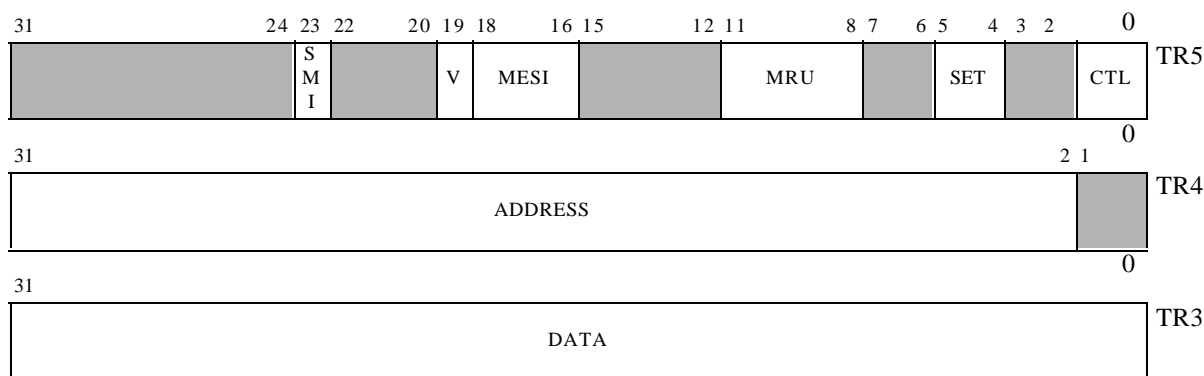 31 24 23 22 20 19 18 16 15 12 11 8 7 6 5 4 3 2 0
S
M
I
V MESI MRU SET CTL TR5
0
31 2 1
ADDRESS TR4
0
31
DATA TR3